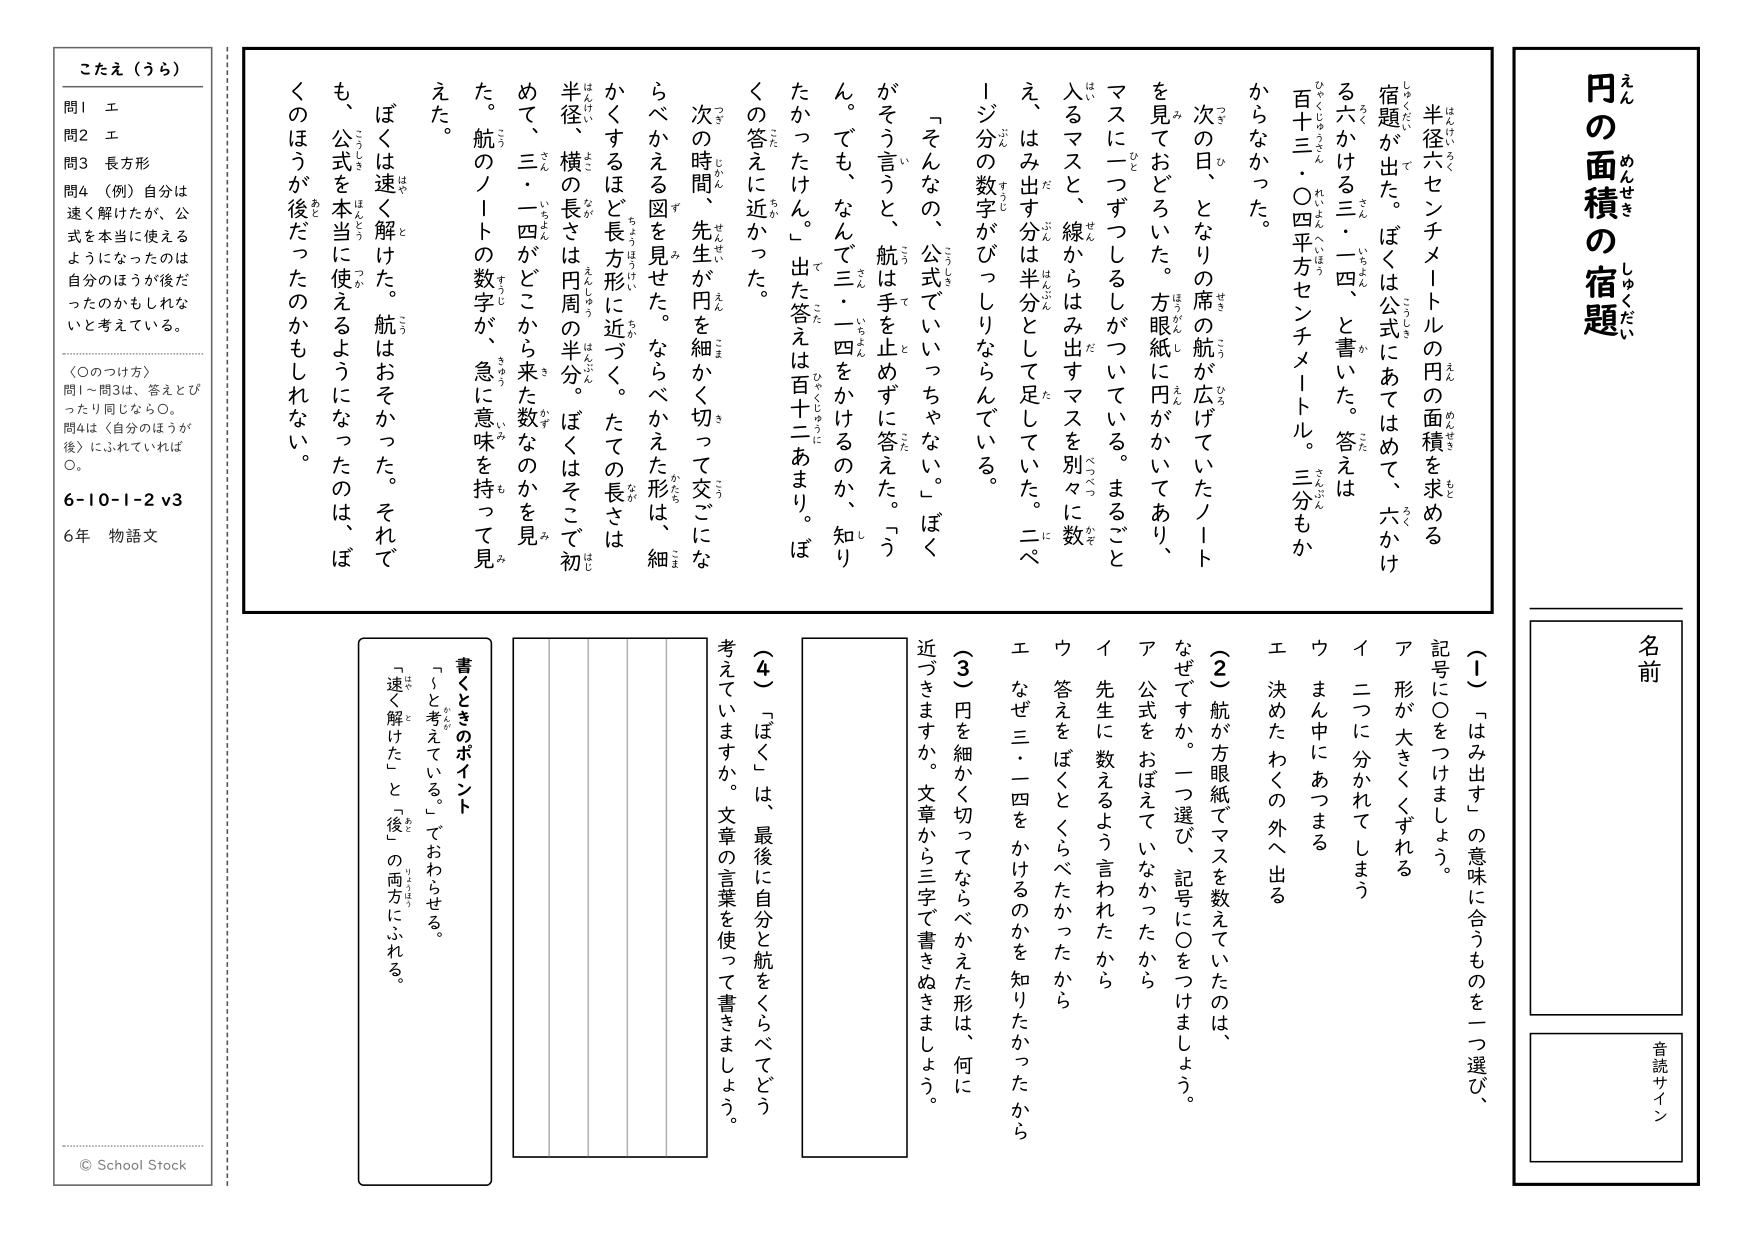 円の面積の宿題
えん めんせき しゅくだい
名前
音読サイン
半径六センチメートルの円の面積を求める
宿題が出た。ぼくは公式にあてはめて、六かけ
る六かける三・一四、と書いた。答えは
百十三・〇四平方センチメートル。三分もか
からなかった。
次の日、となりの席の航が広げていたノート
を見ておどろいた。方眼紙に円がかいてあり、
マスに一つずつしるしがついている。まるごと
入るマスと、線からはみ出すマスを別々に数
え、はみ出す分は半分として足していた。二ペ
ージ分の数字がびっしりならんでいる。
「そんなの、公式でいいっちゃない。」ぼく
がそう言うと、航は手を止めずに答えた。「う
ん。でも、なんで三・一四をかけるのか、知り
たかったけん。」出た答えは百十二あまり。ぼ
くの答えに近かった。
次の時間、先生が円を細かく切って交ごにな
らべかえる図を見せた。ならべかえた形は、細
かくするほど長方形に近づく。たての長さは
半径、横の長さは円周の半分。ぼくはそこで初
めて、三・一四がどこから来た数なのかを見
た。航のノートの数字が、急に意味を持って見
えた。
ぼくは速く解けた。航はおそかった。それで
も、公式を本当に使えるようになったのは、ぼ
くのほうが後だったのかもしれない。
(1)「はみ出す」の意味に合うものを一つ選び、
記号に〇をつけましょう。
ア 形が 大きく くずれる
イ 二つに 分かれて しまう
ウ まん中に あつまる
エ 決めた わくの 外へ 出る
(2) 航が方眼紙でマスを数えていたのは、
なぜですか。一つ選び、記号に〇をつけましょう。
ア 公式を おぼえて いなかった から
イ 先生に 数えるよう 言われた から
ウ 答えを ぼくと くらべたかった から
エ なぜ 三・一四を かけるのかを 知りたかった から
(3) 円を細かく切ってならべかえた形は、何に
近づきますか。文章から三字で書きぬきましょう。
(4)「ぼく」は、最後に自分と航をくらべてどう
考えていますか。文章の言葉を使って書きましょう。
書くときのポイント
「〜と考えている。」でおわらせる。
「速く解けた」と「後」の両方にふれる。
こたえ(うら)
問1 エ
問2 エ
問3 長方形
問4 (例)自分は
速く解けたが、公
式を本当に使える
ようになったのは
自分のほうが後だ
ったのかもしれな
いと考えている。
〈〇のつけ方〉
問1〜問3は、答えとぴ
ったり同じなら〇。
問4は〈自分のほうが
後〉にふれていれば
〇。
6-10-1-2 v3
6年 物語文
© School Stock